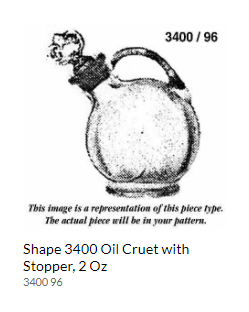 3400 / 96
This image is a representation of this piece type.
The actual piece will be in your pattern.
Shape 3400 Oil Cruet with
Stopper, 2 Oz
3400 96